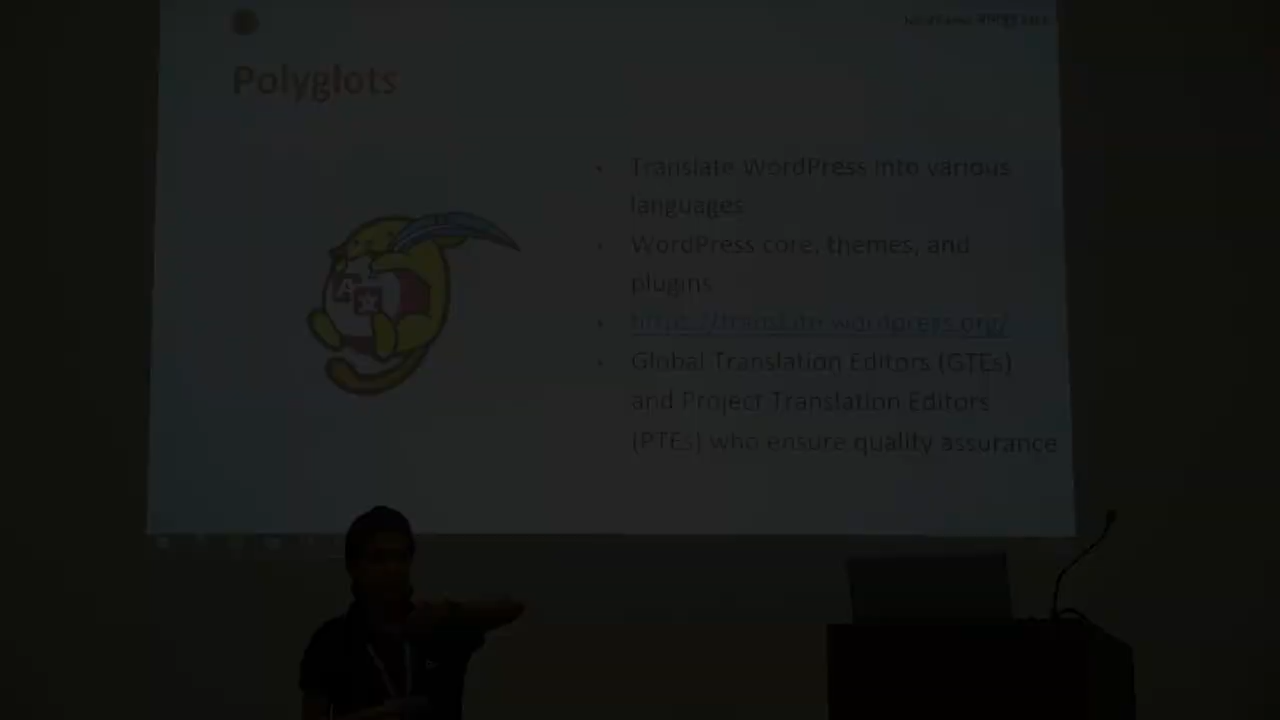 Polyglots
Translate WordPress into various
languages
WordPress core, themes, and
plugins
https://translate.wordpress.org/
Global Translation Editors (GTEs)
and Project Translation Editors
(PTEs) who ensure quality assurance
A